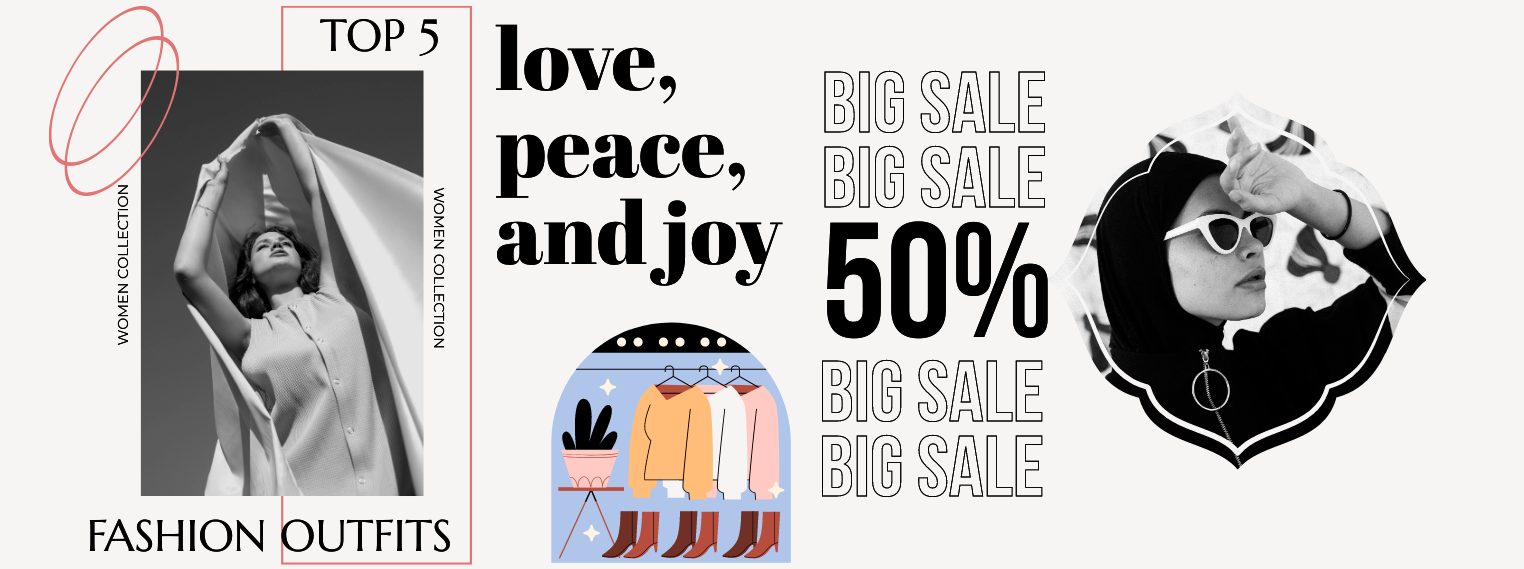 TOP 5
WOMEN COLLECTION
WOMEN COLLECTION
FASHION OUTFITS
love,
peace,
and joy
BIG SALE
BIG SALE
50%
BIG SALE
BIG SALE